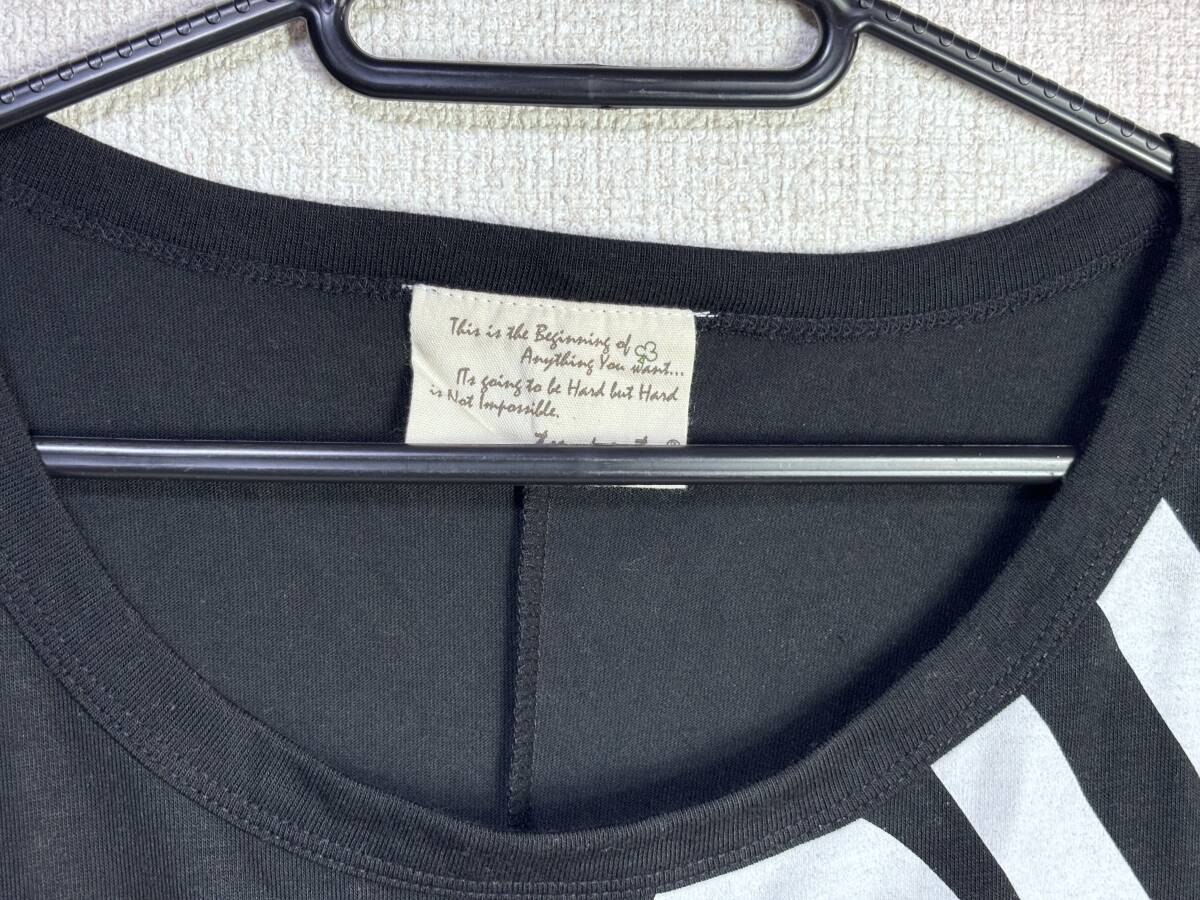 This is the Beginning of
Anything You want...
ITs going to be Hard but Hard
is Not Impossible.
®